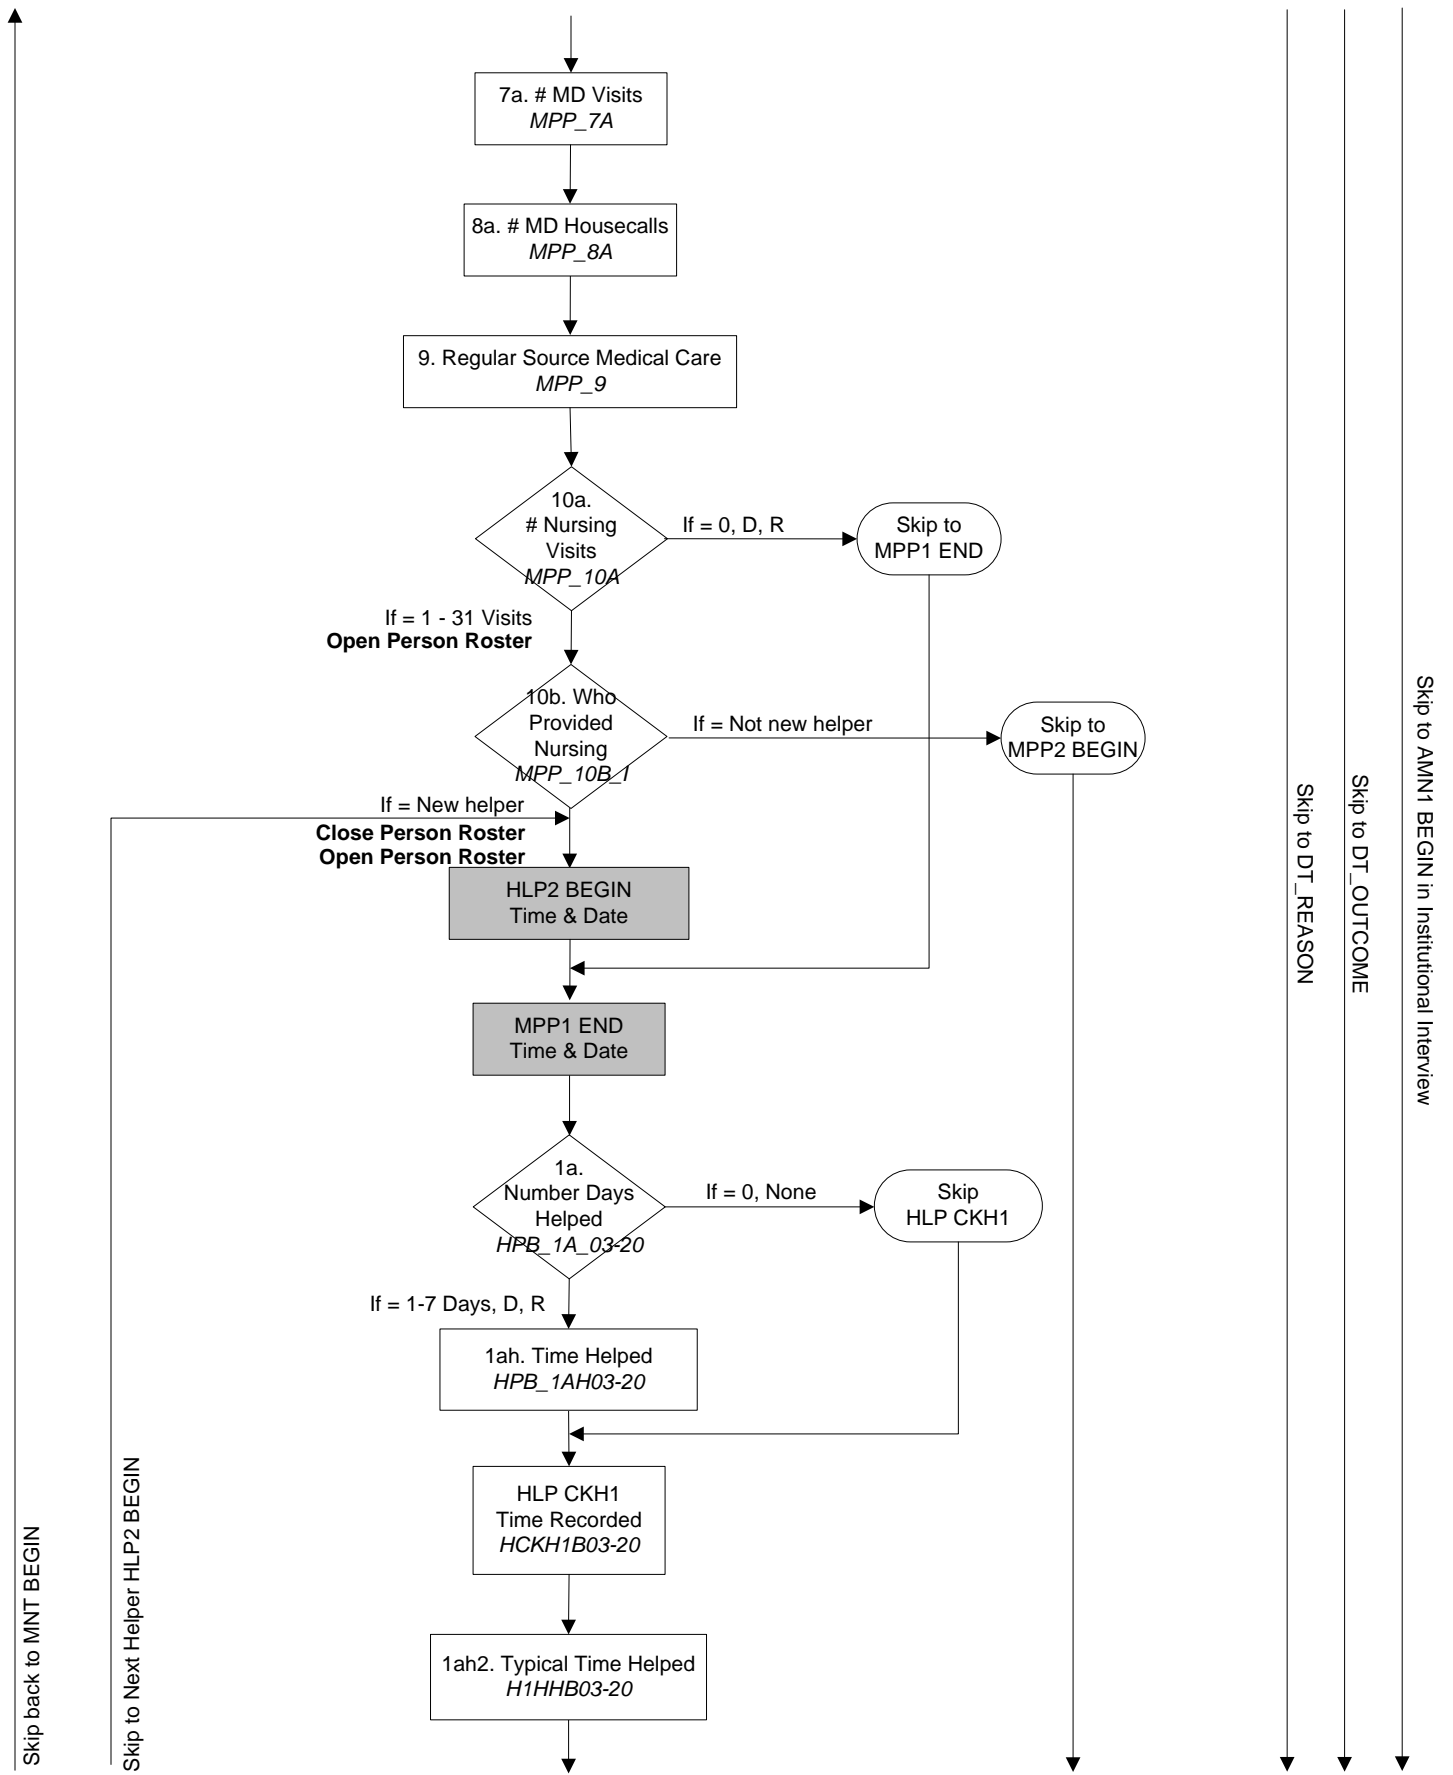 7a. # MD Visits
MPP_7A
8a. # MD Housecalls
MPP_8A
9. Regular Source Medical Care
MPP_9
10a.
# Nursing
Visits
MPP_10A
If = 0, D, R
Skip to
MPP1 END
If = 1 - 31 Visits
Open Person Roster
10b. Who
Provided
Nursing
MPP_10B_I
If = Not new helper
Skip to
MPP2 BEGIN
If = New helper
Close Person Roster
Open Person Roster
HLP2 BEGIN
Time & Date
MPP1 END
Time & Date
1a.
Number Days
Helped
HPB_1A_03-20
If = 0, None
Skip
HLP CKH1
If = 1-7 Days, D, R
1ah. Time Helped
HPB_1AH03-20
HLP CKH1
Time Recorded
HCKH1B03-20
1ah2. Typical Time Helped
H1HHB03-20
Skip back to MNT BEGIN
Skip to Next Helper HLP2 BEGIN
Skip to DT_REASON
Skip to DT_OUTCOME
Skip to AMN1 BEGIN in Institutional Interview